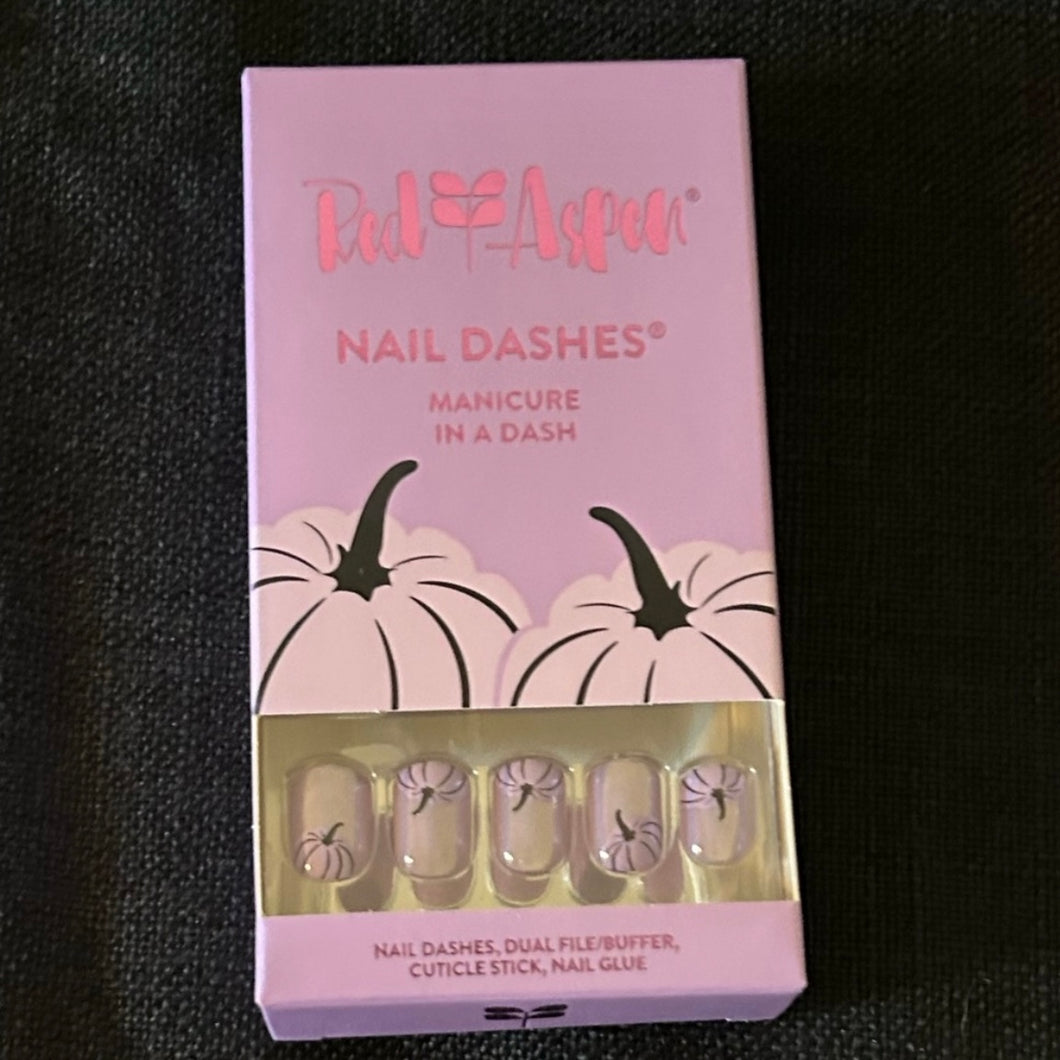 Red Aspen®
NAIL DASHES®
MANICURE
IN A DASH
NAIL DASHES, DUAL FILE/BUFFER,
CUTICLE STICK, NAIL GLUE